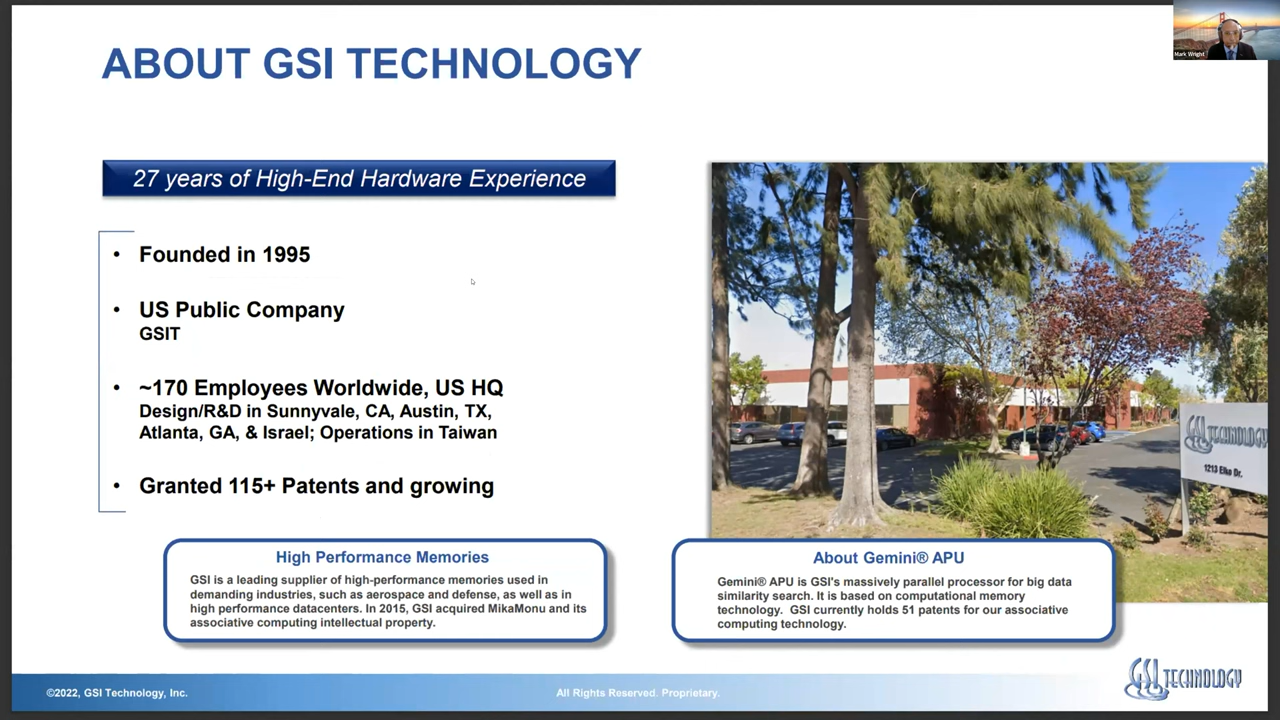 ABOUT GSI TECHNOLOGY
Mark Wright
27 years of High-End Hardware Experience
• Founded in 1995
• US Public Company
GSIT
• ~170 Employees Worldwide, US HQ
Design/R&D in Sunnyvale, CA, Austin, TX,
Atlanta, GA, & Israel; Operations in Taiwan
• Granted 115+ Patents and growing
GSI TECHNOLOGY
1213 Elko Dr.
High Performance Memories
GSI is a leading supplier of high-performance memories used in
demanding industries, such as aerospace and defense, as well as in
high performance datacenters. In 2015, GSI acquired MikaMonu and its
associative computing intellectual property.
About Gemini® APU
Gemini® APU is GSI's massively parallel processor for big data
similarity search. It is based on computational memory
technology. GSI currently holds 51 patents for our associative
computing technology.
©2022, GSI Technology, Inc.
All Rights Reserved. Proprietary.
GSI TECHNOLOGY